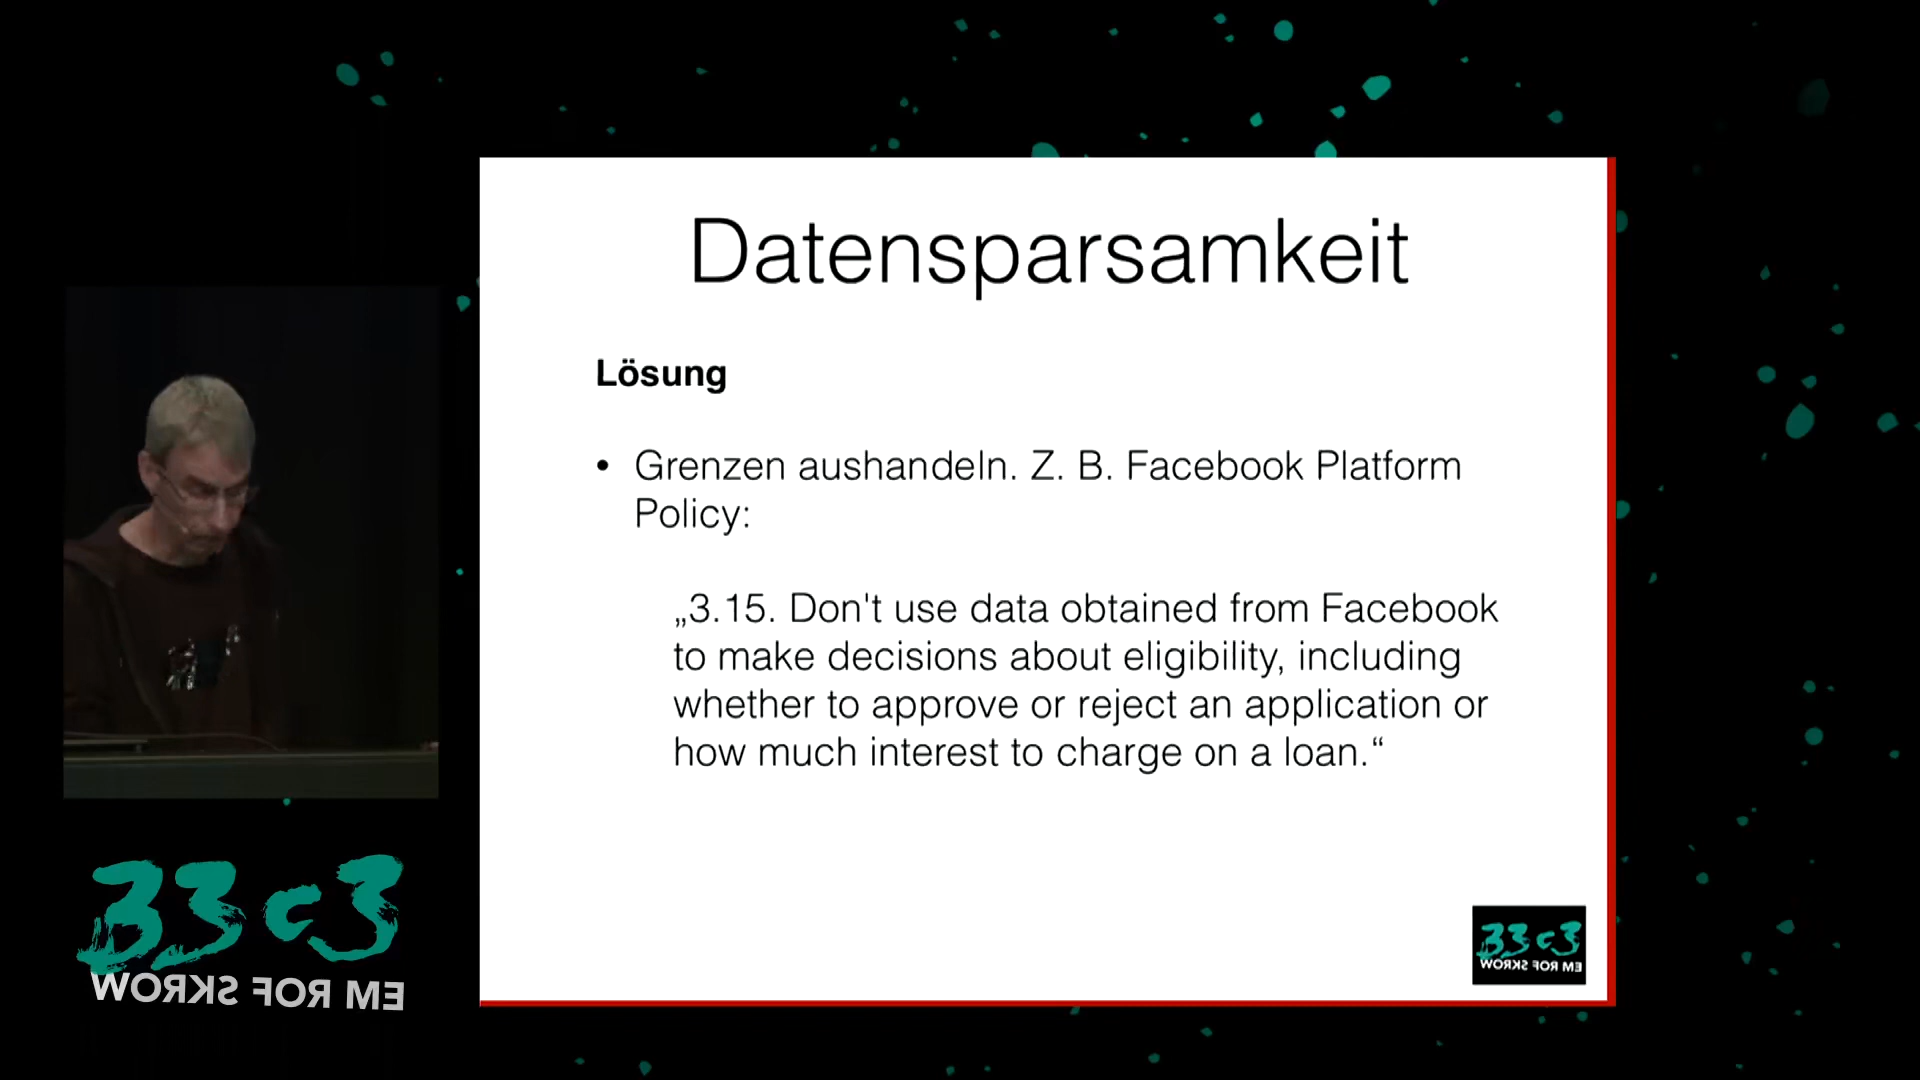 Datensparsamkeit
Lösung
• Grenzen aushandeln. Z. B. Facebook Platform
Policy:
„3.15. Don't use data obtained from Facebook
to make decisions about eligibility, including
whether to approve or reject an application or
how much interest to charge on a loan.“
33c3
WORKS FOR ME
33c3
WORKS FOR ME